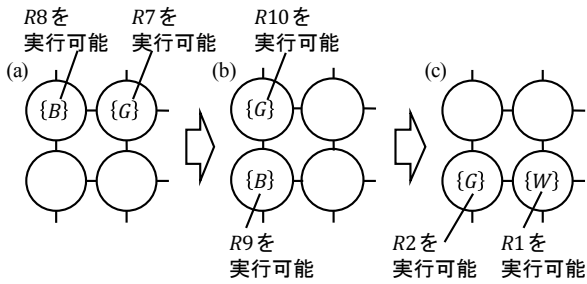 R8を
実行可能
R7を
実行可能
R10を
実行可能
(a)
{B}
{G}
(b)
{G}
(c)
{B}
{G}
{W}
R9を
実行可能
R2を
実行可能
R1を
実行可能